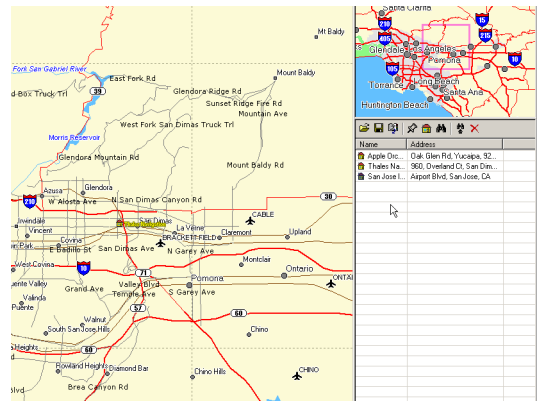 Mt Baldy
Fork San Gabriel River
East Fork Rd
Mount Baldy
39
d Box Truck Trl
Glendora Ridge Rd
Sunset Ridge Fire Rd
Mountain Ave
West Fork San Dimas Truck Trl
Morris Reservoir
Glendora Mountain Rd
Mount Baldy Rd
Glendora
Azusa
210
W Alosta Ave
N San Dimas Canyon Rd
30
Irwindale
San Dimas
CABLE
Vincent
La Verne
Covina
BRACKETT FIELD
Claremont
Upland
E Badillo St
San Dimas Ave
N Garey Ave
West Covina
10
Montclair
71
Ontario
Pomona
Valley Blvd
Grand Ave
Temple Ave
S Garey Ave
ONTAI
Valinda
Puente
57
60
Walnut
South San Jose Hills
Chino
60
Heights
Rowland Heights
Diamond Bar
Chino Hills
CHINO
Brea Canyon Rd
Blvd
Santa Clarita
210
15
405
215
Glendale
Los Angeles
Pomona
10
Torrance
Long Beach
Santa Ana
Huntington Beach
Name
Address
Apple Orc...
Oak Glen Rd, Yucaipa, 92...
Thales Na...
960, Overland Ct, San Dim...
San Jose I...
Airport Blvd, San Jose, CA